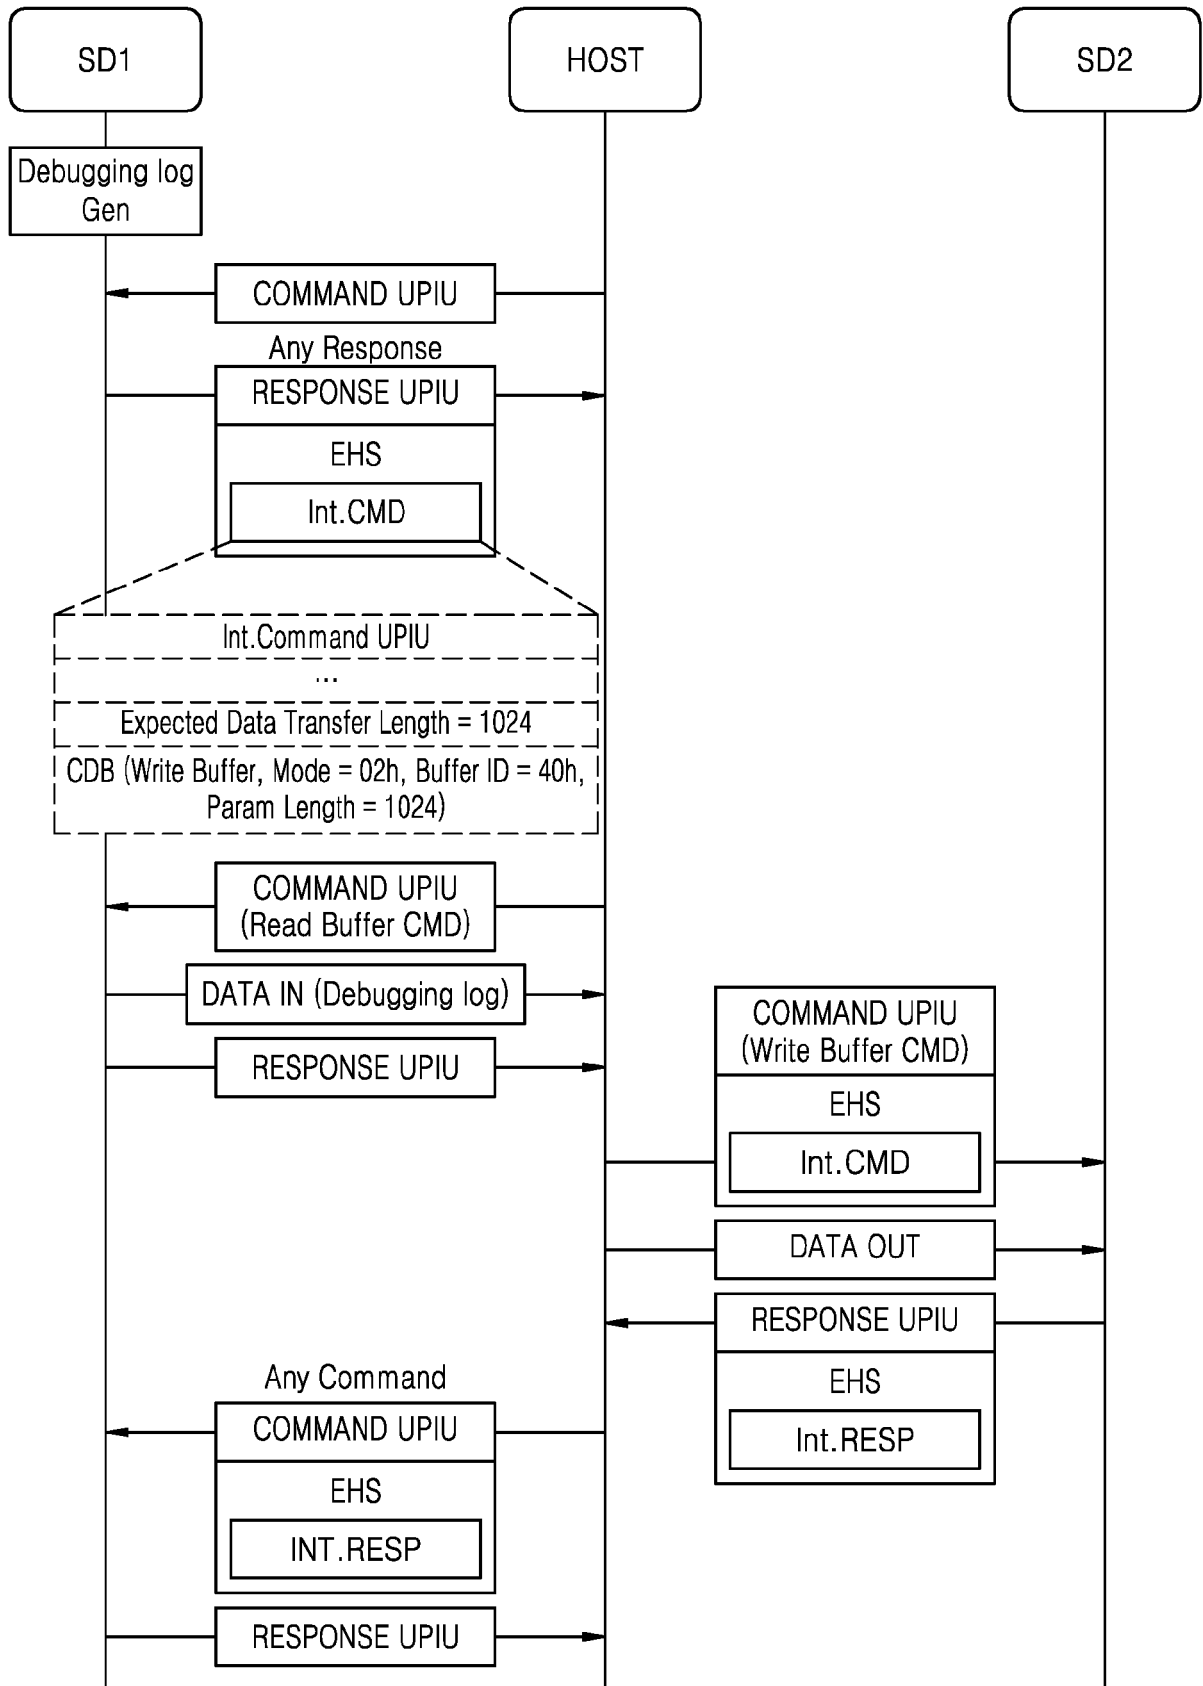 SD1
HOST
SD2
Debugging log
Gen
COMMAND UPIU
Any Response
RESPONSE UPIU
EHS
Int.CMD
Int.Command UPIU
...
Expected Data Transfer Length = 1024
CDB (Write Buffer, Mode = 02h, Buffer ID = 40h,
Param Length = 1024)
COMMAND UPIU
(Read Buffer CMD)
DATA IN (Debugging log)
RESPONSE UPIU
COMMAND UPIU
(Write Buffer CMD)
EHS
Int.CMD
DATA OUT
RESPONSE UPIU
EHS
Int.RESP
Any Command
COMMAND UPIU
EHS
INT.RESP
RESPONSE UPIU